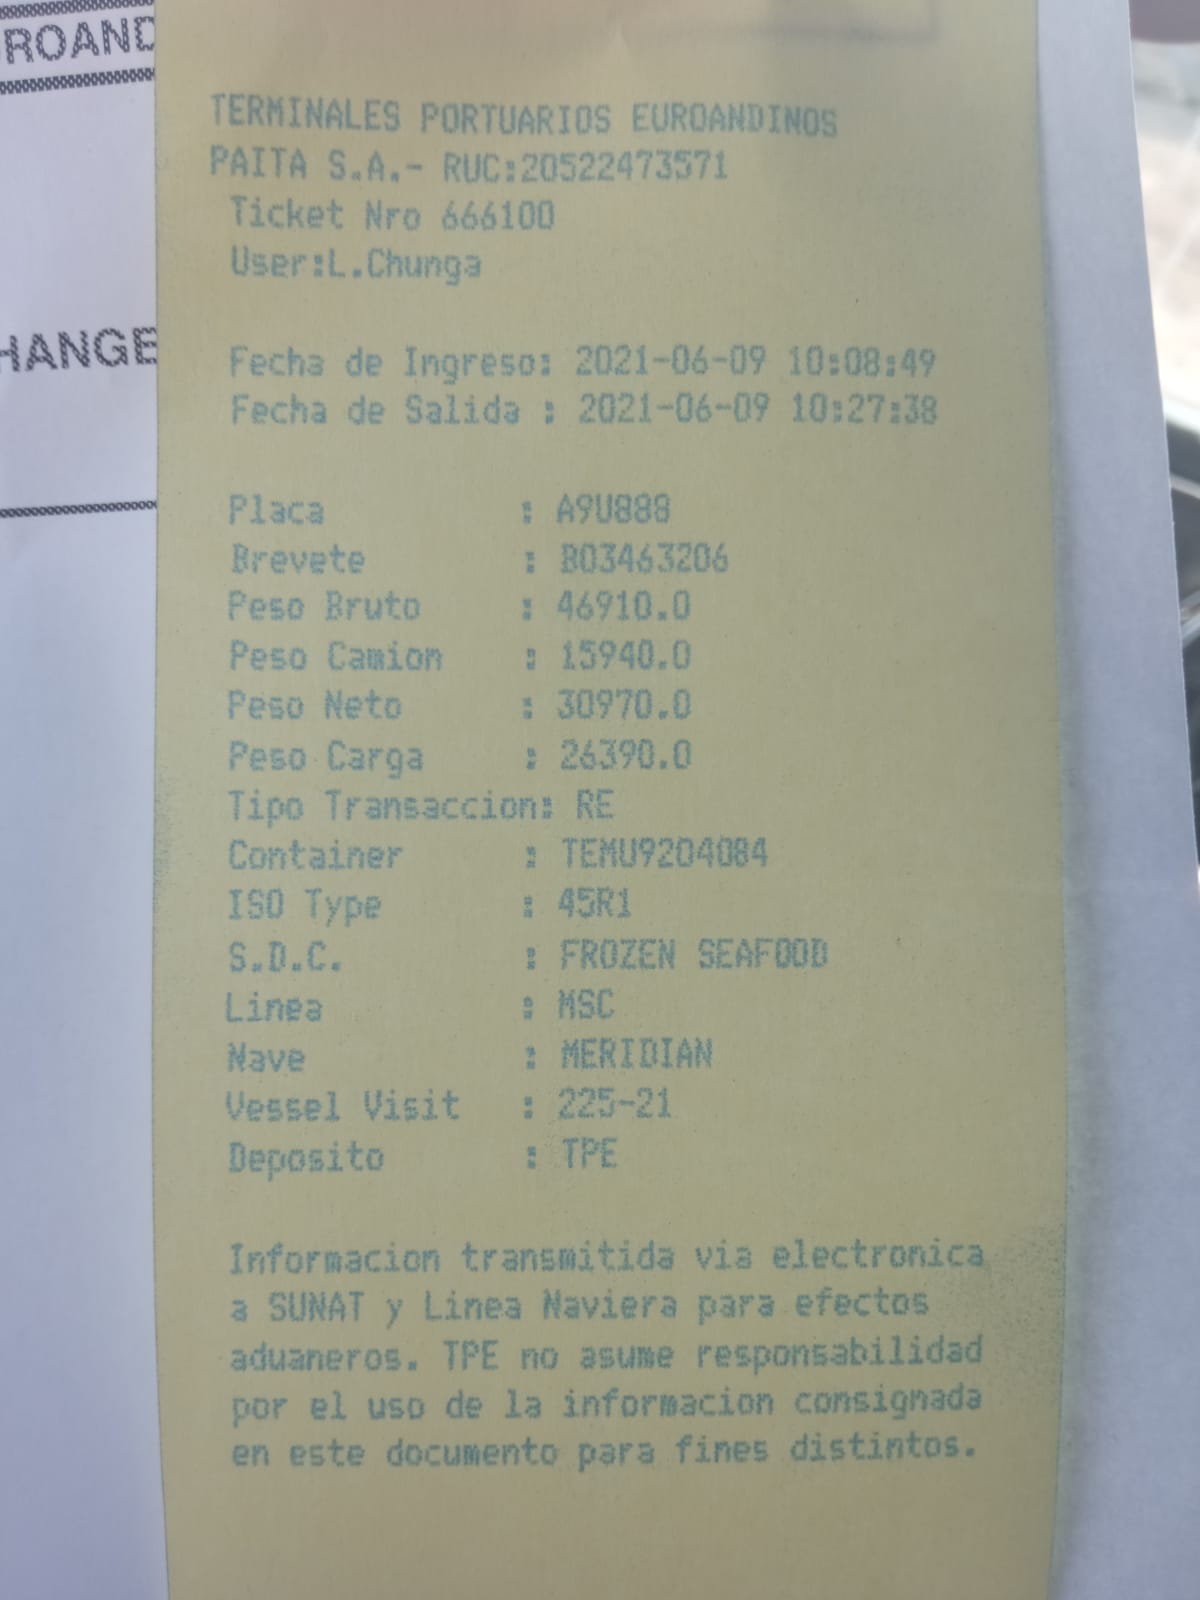 ROAND
HANGE
TERMINALES PORTUARIOS EUROANDINOS
PAITA S.A.- RUC:20522473571
Ticket Nro 666100
User:L.Chunga
Fecha de Ingreso: 2021-06-09 10:08:49
Fecha de Salida : 2021-06-09 10:27:38
Placa : A9U888
Brevete : B03463206
Peso Bruto : 46910.0
Peso Camion : 15940.0
Peso Neto : 30970.0
Peso Carga : 26390.0
Tipo Transaccion: RE
Container : TEMU9204084
ISO Type : 45R1
S.D.C. : FROZEN SEAFOOD
Linea : MSC
Nave : MERIDIAN
Vessel Visit : 225-21
Deposito : TPE
Informacion transmitida via electronica
a SUNAT y Linea Naviera para efectos
aduaneros. TPE no asume responsabilidad
por el uso de la informacion consignada
en este documento para fines distintos.